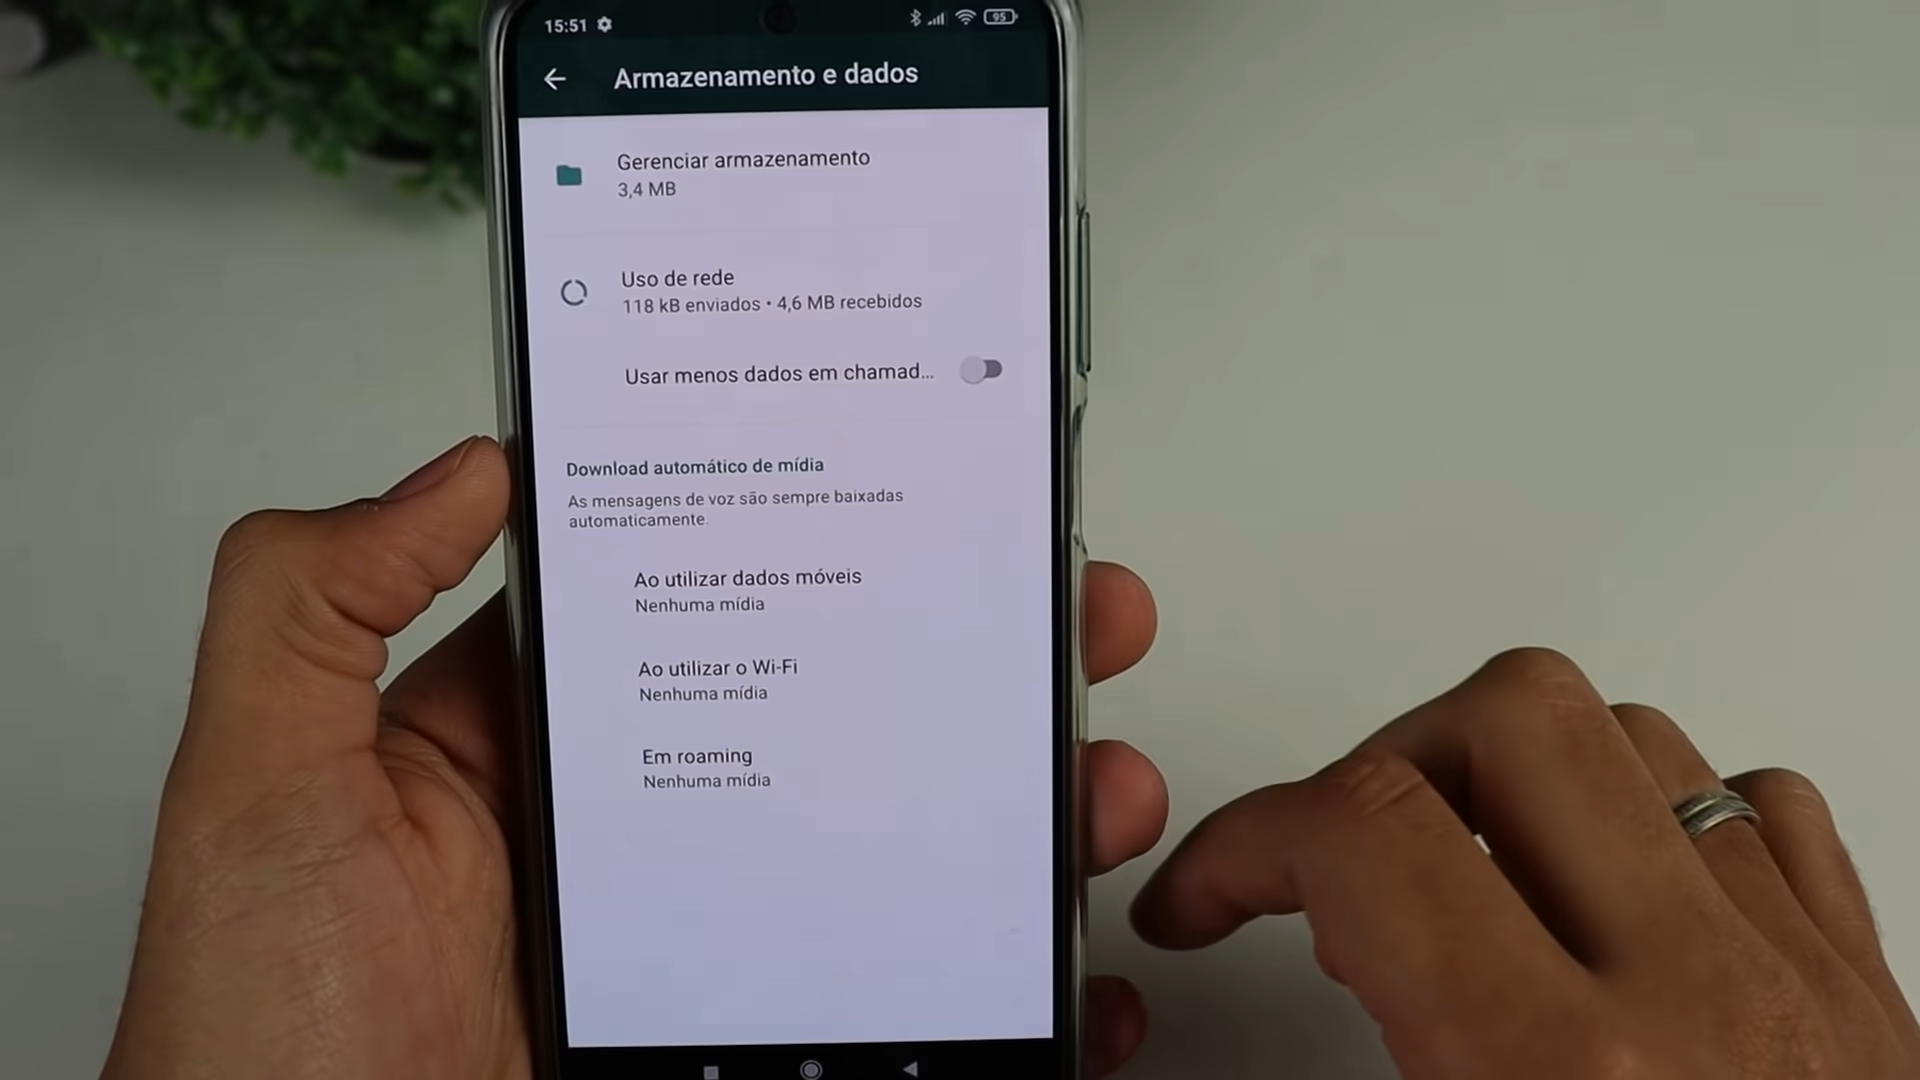 15:51
95
Armazenamento e dados
Gerenciar armazenamento
3,4 MB
Uso de rede
118 kB enviados • 4,6 MB recebidos
Usar menos dados em chamad...
Download automático de mídia
As mensagens de voz são sempre baixadas
automaticamente.
Ao utilizar dados móveis
Nenhuma mídia
Ao utilizar o Wi-Fi
Nenhuma mídia
Em roaming
Nenhuma mídia